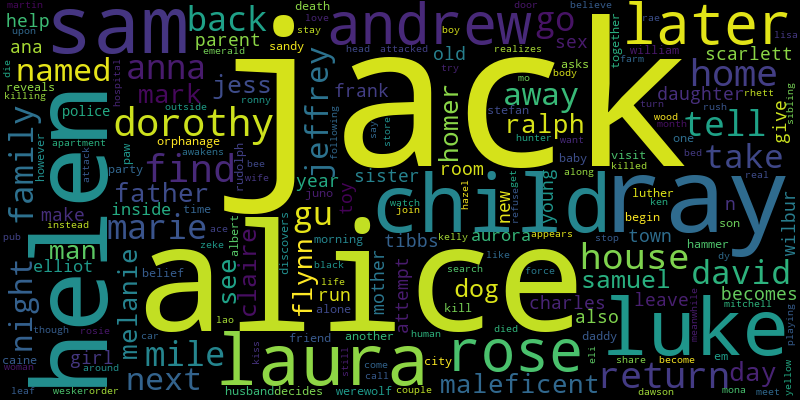 martin
help
sam
back
death
love
stay
andrew
go
door
believe
later
rae
lisa
upon
ana
parent
emerald
sandy
head
attacked
boy
realizes
old
sex
asks
together
william
farm
scarlett
named
anna
jess
jeffrey
frank
try
mo
body
home
die
reveals
killing
hospital
mark
jack
homer
away
stefan
daughter
rhett
sibling
police
outside
ronny
dorothy
ralph
tell
turn
rush
month
give
family
however
apartment
attack
paw
orphanage
awakens
find
rudolph
bee
wife
following
say
store
hunter
want
wood
one
bed
take
real
helen
party
father
year
toy
sister
room
baby
along
visit
killed
juno
child
ray
young
new
hazel
refuse
get
luther
ken
begin
n
son
make
inside
time
marie
gu
watch
join
aurora
appears
town
wilbur
pub
instead
man
ace
zeke
albert
claire
discovers
flynn
morning
mother
tibbs
kelly
like
stop
hammer
dy
night
elliot
melanie
belief
alice
see
black
life
run
alone
attempt
search
force
dog
house
samuel
david
becomes
playing
though
rosie
car
lao
kill
human
died
charles
also
leave
meanwhile
mitchell
caine
girl
mile
laura
kiss
friend
another
still
city
rose
daddy
luke
yellow
woman
around
come
call
eli
share
become
em
return
day
leaf
weskerorder
next
husbanddecides
werewolf
couple
maleficent
dawson
mona
meet